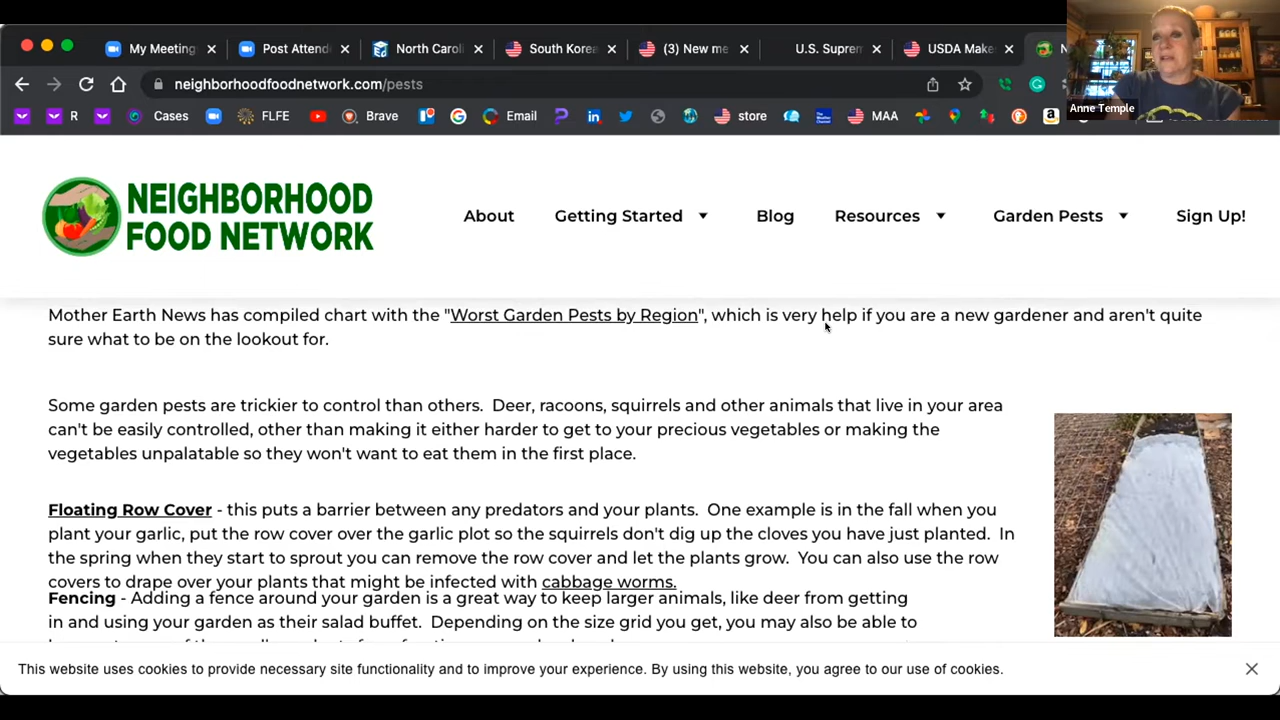 My Meeting
Post Attend
North Caroli
South Korea
(3) New me
U.S. Suprem
USDA Make
N
neighborhoodfoodnetwork.com/pests
R
Cases
FLFE
Brave
Email
store
MAA
Anne Temple
NEIGHBORHOOD
FOOD NETWORK
About
Getting Started
Blog
Resources
Garden Pests
Sign Up!
Mother Earth News has compiled chart with the "Worst Garden Pests by Region", which is very help if you are a new gardener and aren't quite
sure what to be on the lookout for.
Some garden pests are trickier to control than others. Deer, racoons, squirrels and other animals that live in your area
can't be easily controlled, other than making it either harder to get to your precious vegetables or making the
vegetables unpalatable so they won't want to eat them in the first place.
Floating Row Cover - this puts a barrier between any predators and your plants. One example is in the fall when you
plant your garlic, put the row cover over the garlic plot so the squirrels don't dig up the cloves you have just planted. In
the spring when they start to sprout you can remove the row cover and let the plants grow. You can also use the row
covers to drape over your plants that might be infected with cabbage worms.
Fencing - Adding a fence around your garden is a great way to keep larger animals, like deer from getting
in and using your garden as their salad buffet. Depending on the size grid you get, you may also be able to
This website uses cookies to provide necessary site functionality and to improve your experience. By using this website, you agree to our use of cookies.